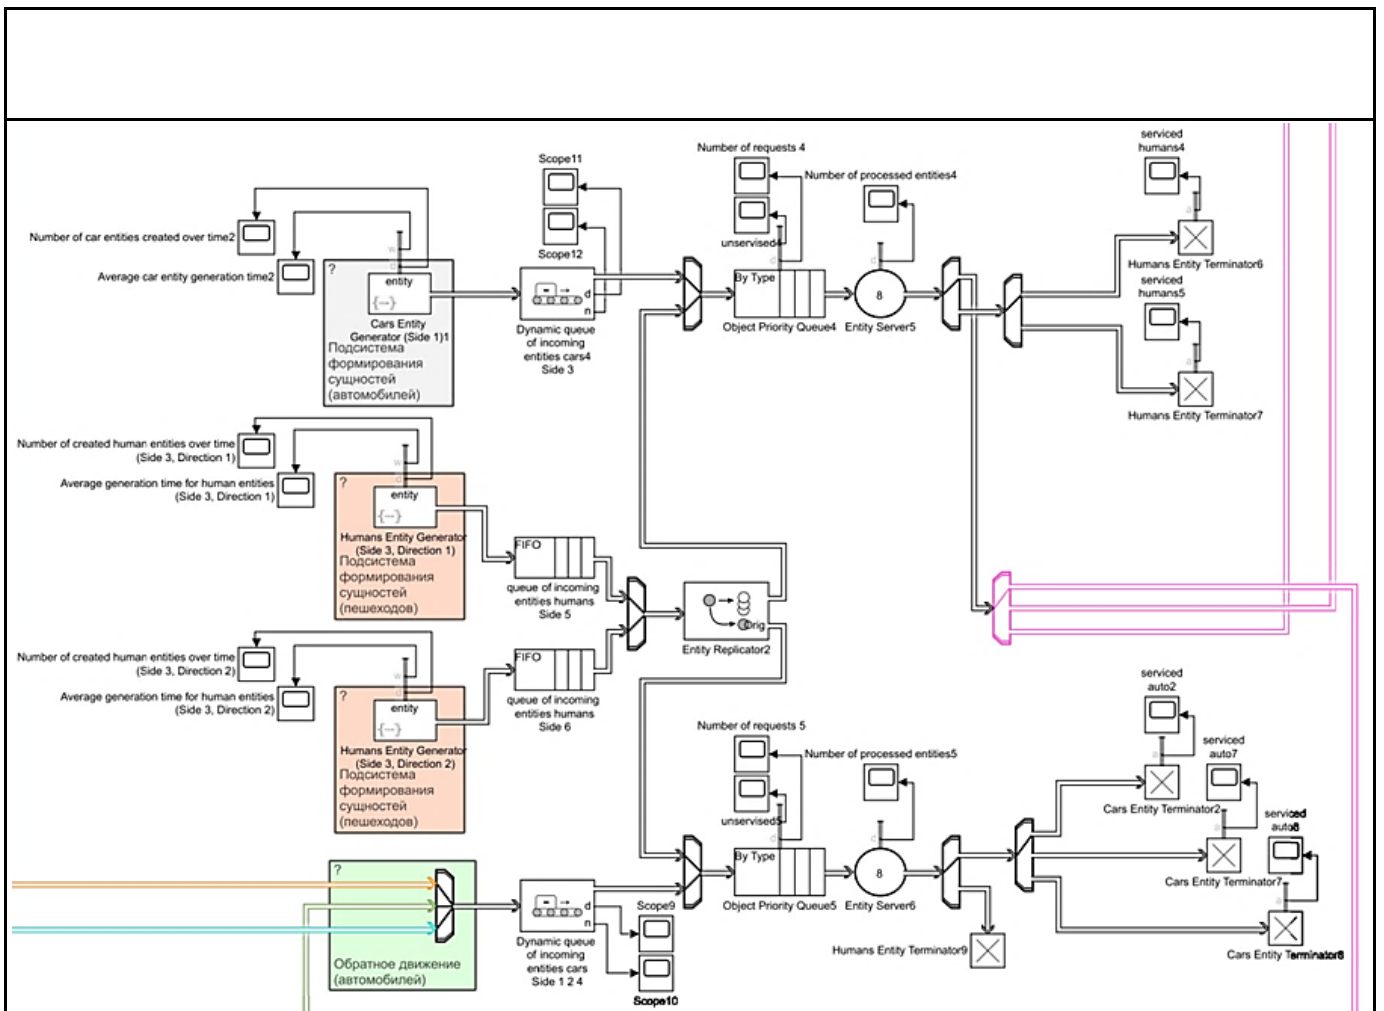 serviced
humans4
Number of requests 4
Scope11
Number of processed entities4
Number of car entities created over time2
w
unservised4
a
Scope12
d
d
Average car entity generation time2
?
entity
By Type
Humans Entity Terminator6
serviced
humans5
d
n
8
Cars Entity
Generator (Side 1)1
Dynamic queue
of incoming
entities cars4
Side 3
Object Priority Queue4
Entity Server5
Подсистема
формирования
сущностей
(автомобилей)
a
Humans Entity Terminator7
Number of created human entities over time
(Side 3, Direction 1)
w
d
Average generation time for human entities
(Side 3, Direction 1)
?
entity
Humans Entity Generator
(Side 3, Direction 1)
Подсистема
формирования
сущностей
(пешеходов)
FIFO
queue of incoming
entities humans
Side 5
Orig
Entity Replicator2
Number of created human entities over time
(Side 3, Direction 2)
w
d
Average generation time for human entities
(Side 3, Direction 2)
?
entity
Humans Entity Generator
(Side 3, Direction 2)
Подсистема
формирования
сущностей
(пешеходов)
FIFO
queue of incoming
entities humans
Side 6
serviced
auto2
Number of requests 5
Number of processed entities5
serviced
auto7
a
unservised5
Cars Entity Terminator2
serviced
auto8
d
d
a
?
By Type
8
Cars Entity Terminator7
a
Object Priority Queue5
Entity Server6
d
n
Scope9
Dynamic queue
of incoming
entities cars
Side 1 2 4
Humans Entity Terminator9
Cars Entity Terminator8
Обратное движение
(автомобилей)
Scope10